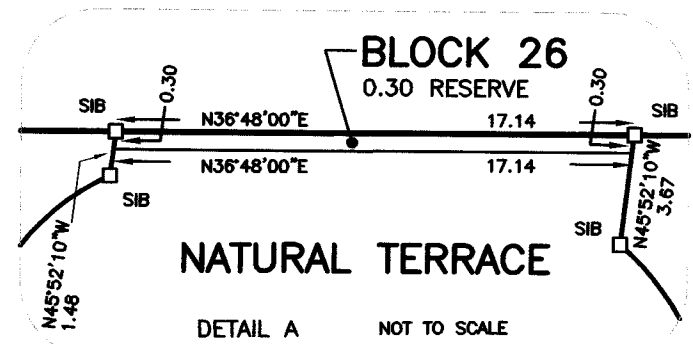 BLOCK 26
0.30 RESERVE
0.30
0.30
SIB
SIB
N36°48'00"E 17.14
N36°48'00"E 17.14
SIB
SIB
N45°52'10"W
3.67
N45°52'10"W
1.48
NATURAL TERRACE
DETAIL A NOT TO SCALE